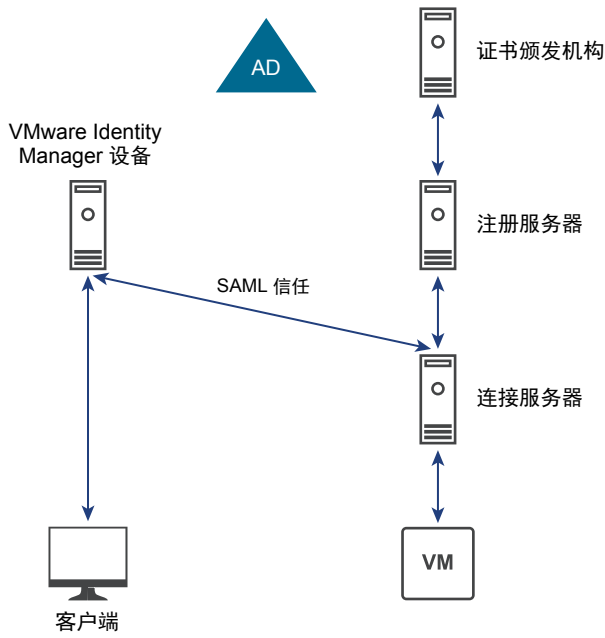 AD
证书颁发机构
VMware Identity
Manager 设备
注册服务器
SAML 信任
连接服务器
VM
客户端